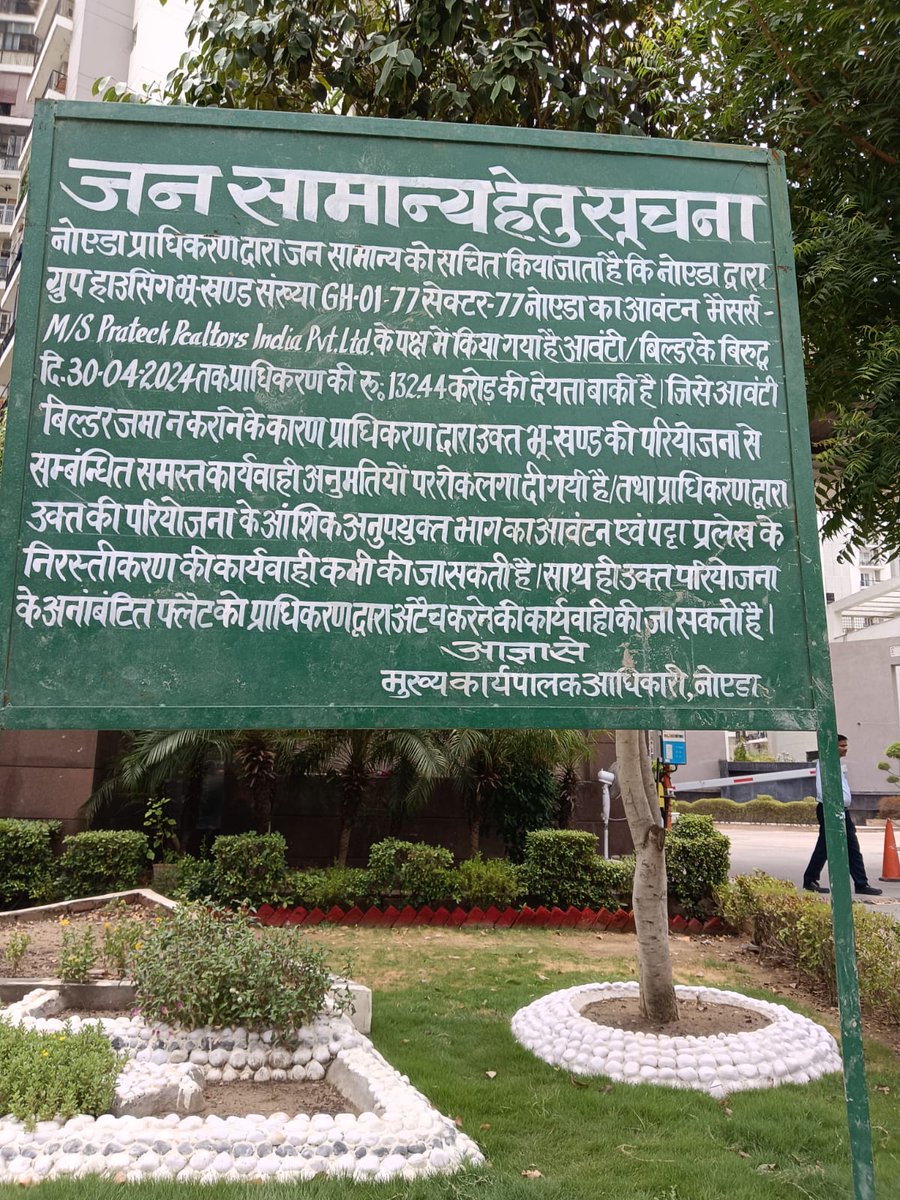 जन सामान्य हेतु सूचना
नोएडा प्राधिकरण द्वारा जन सामान्य को सचित किया जाता है कि नोएडा द्वारा
ग्रुप हाउसिंग भू-खण्ड संख्या GH-01-77 सेक्टर-77 नोएडा का आवंटन मैसर्स-
M/S Prateek Realtors India Pvt. Ltd. के पक्ष में किया गया है आवंटी/बिल्डर के विरुद्व
दि. 30-04-2024 तक प्राधिकरण की रू. 132.44 करोड़ की देयता बाकी है। जिसे आवंटी
बिल्डर जमा न कराने के कारण प्राधिकरण द्वारा उक्त भू-खण्ड की परियोजना से
सम्बंन्धित समस्त कार्यवाही अनुमतियों पर रोक लगा दी गयी है/तथा प्राधिकरण द्वारा
उक्त की परियोजना के आंशिक अनुपयुक्त भाग का आवंटन एवं पट्टा प्रलेख के
निरस्तीकरण की कार्यवाही कभी की जा सकती है। साथ ही उक्त परियोजना
के अनांबंटित फ्लैट को प्राधिकरण द्वारा अटैच करने की कार्यवाही की जा सकती है।
आज्ञा से
मुख्य कार्यपालक अधिकारी, नोएडा